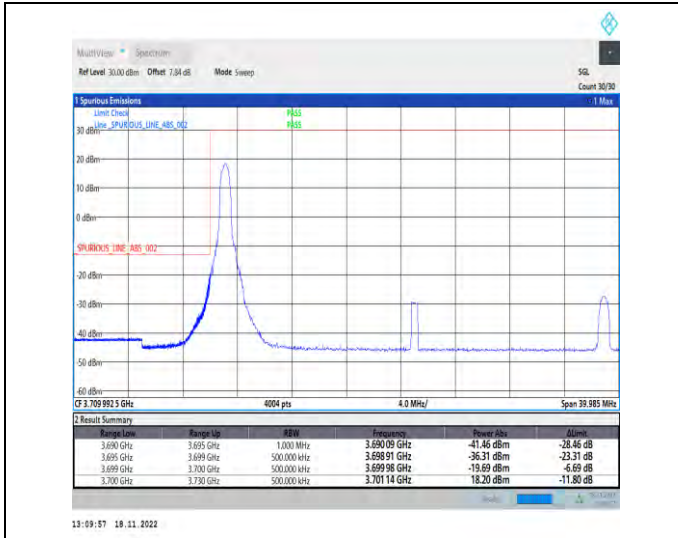 MultiView Spectrum
Ref Level 30.00 dBm Offset 7.84 dB Mode Sweep SGL
Count 30/30
1 Spurious Emissions 1 Max
Limit Check PASS
Line _SPURIOUS_LINE_ABS_002 PASS
30 dBm
20 dBm
10 dBm
0 dBm
_SPURIOUS_LINE_ABS_002
-20 dBm
-30 dBm
-40 dBm
-50 dBm
-60 dBm
CF 3.709 992 5 GHz 4004 pts 4.0 MHz/ Span 39.985 MHz
2 Result Summary
Range Low Range Up RBW Frequency Power Abs ΔLimit
3.690 GHz 3.695 GHz 1.000 MHz 3.690 09 GHz -41.46 dBm -28.46 dB
3.695 GHz 3.699 GHz 500.000 kHz 3.698 91 GHz -36.31 dBm -23.31 dB
3.699 GHz 3.700 GHz 500.000 kHz 3.699 98 GHz -19.69 dBm -6.69 dB
3.700 GHz 3.730 GHz 500.000 kHz 3.701 14 GHz 18.20 dBm -11.80 dB
13:09:57 18.11.2022